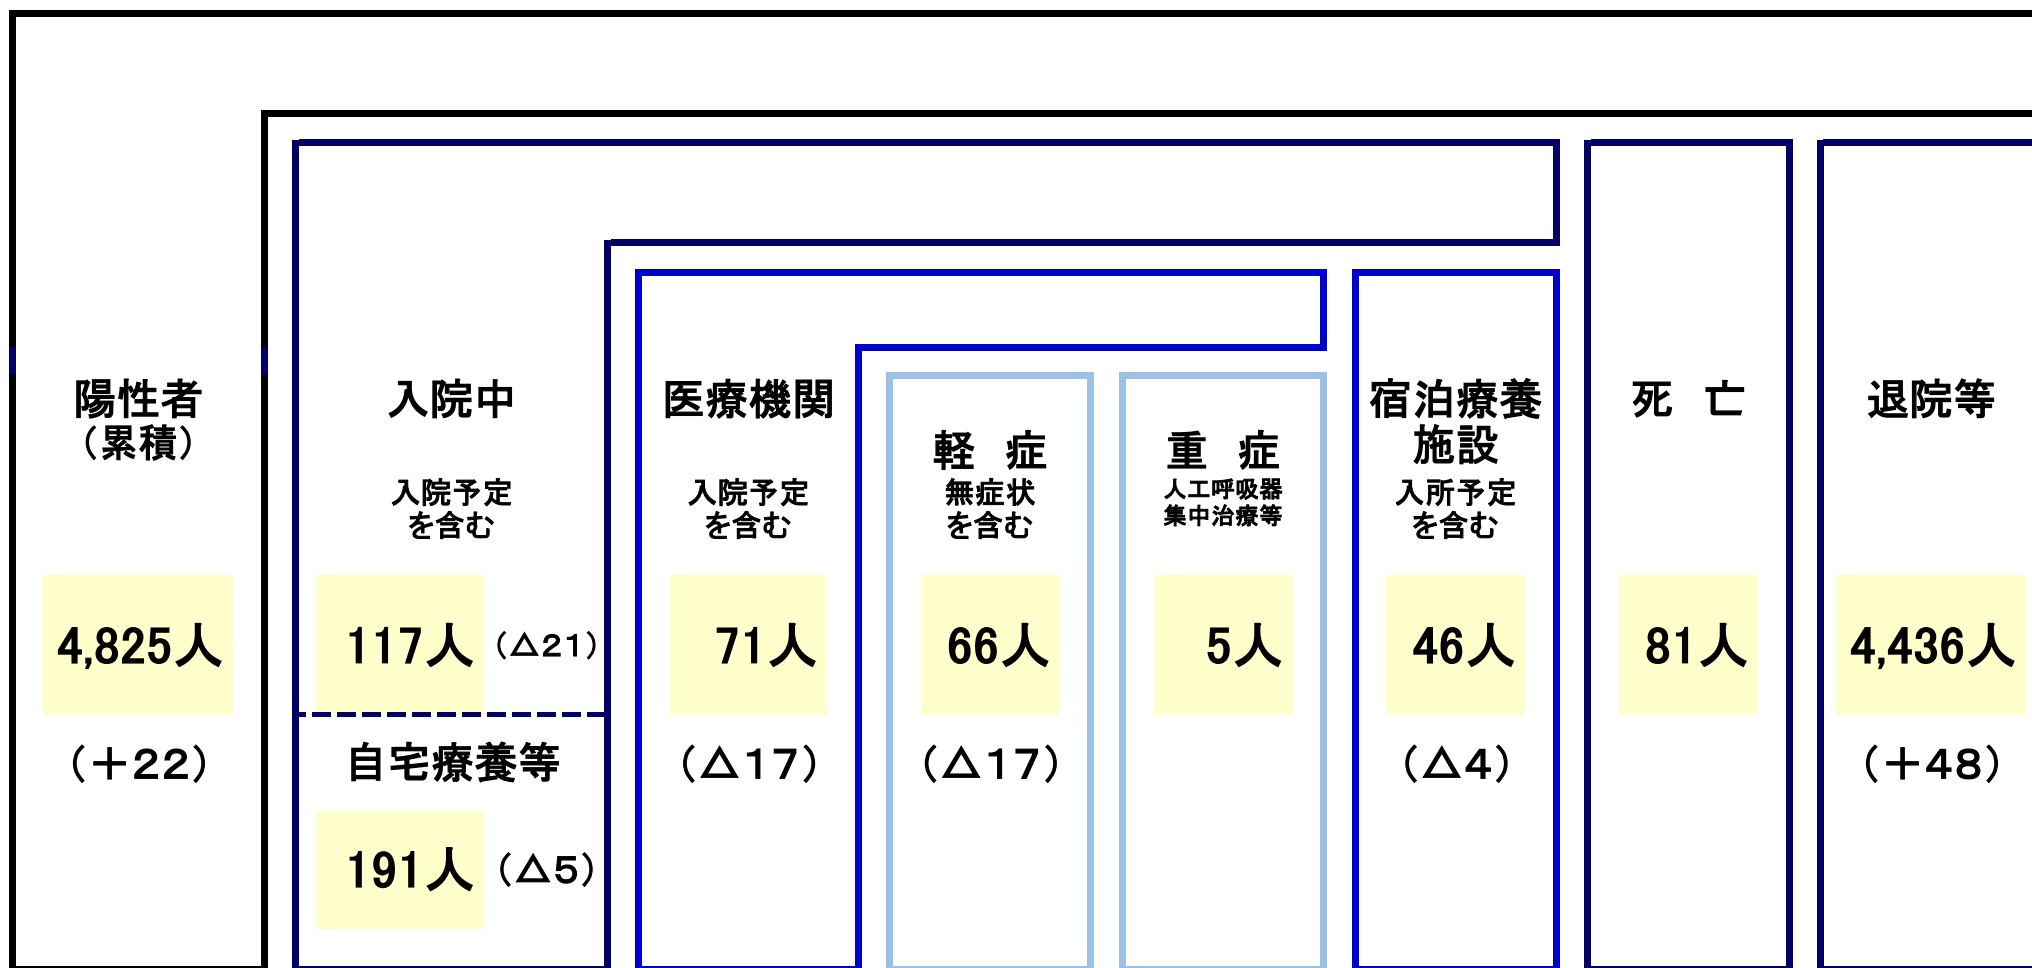 陽性者
（累積）
4,825人
（＋22）
入院中
入院予定
を含む
117人 （△21）
自宅療養等
191人 （△5）
医療機関
入院予定
を含む
71人
（△17）
軽　症
無症状
を含む
66人
（△17）
重　症
人工呼吸器
集中治療等
5人
宿泊療養
施設
入所予定
を含む
46人
（△4）
死　亡
81人
退院等
4,436人
（＋48）